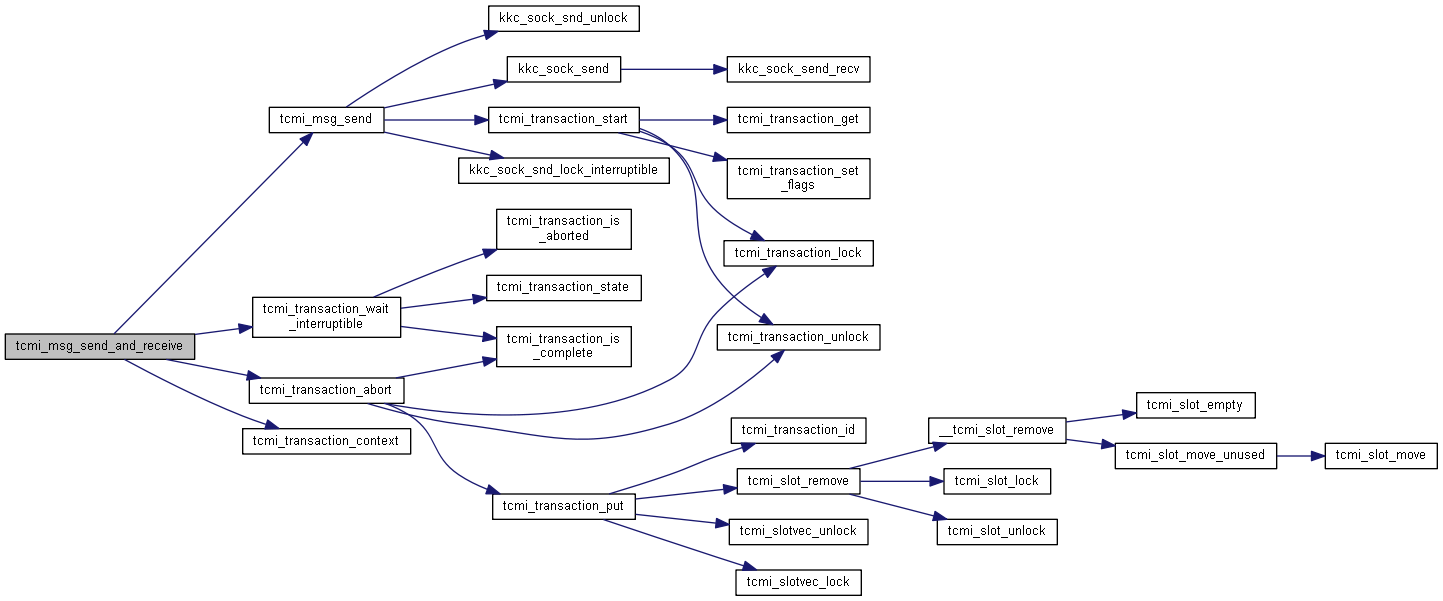 kkc_sock_snd_unlock
kkc_sock_send
kkc_sock_send_recv
tcmi_msg_send
tcmi_transaction_start
tcmi_transaction_get
kkc_sock_snd_lock_interruptible
tcmi_transaction_set
_flags
tcmi_transaction_is
_aborted
tcmi_transaction_lock
tcmi_transaction_state
tcmi_transaction_wait
_interruptible
tcmi_transaction_unlock
tcmi_msg_send_and_receive
tcmi_transaction_is
_complete
tcmi_transaction_abort
tcmi_slot_empty
tcmi_transaction_context
tcmi_transaction_id
__tcmi_slot_remove
tcmi_slot_move_unused
tcmi_slot_move
tcmi_slot_remove
tcmi_slot_lock
tcmi_transaction_put
tcmi_slotvec_unlock
tcmi_slot_unlock
tcmi_slotvec_lock